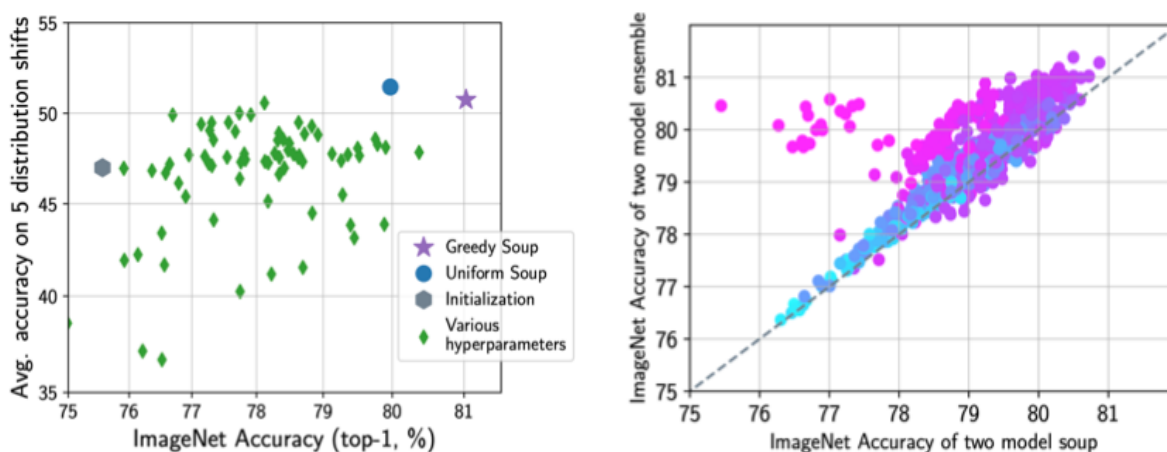 Avg. accuracy on 5 distribution shifts
55
50
45
40
35
75 76 77 78 79 80 81
ImageNet Accuracy (top-1, %)
Greedy Soup
Uniform Soup
Initialization
Various
hyperparameters
ImageNet Accuracy of two model ensemble
81
80
79
78
77
76
75
75 76 77 78 79 80 81
ImageNet Accuracy of two model soup